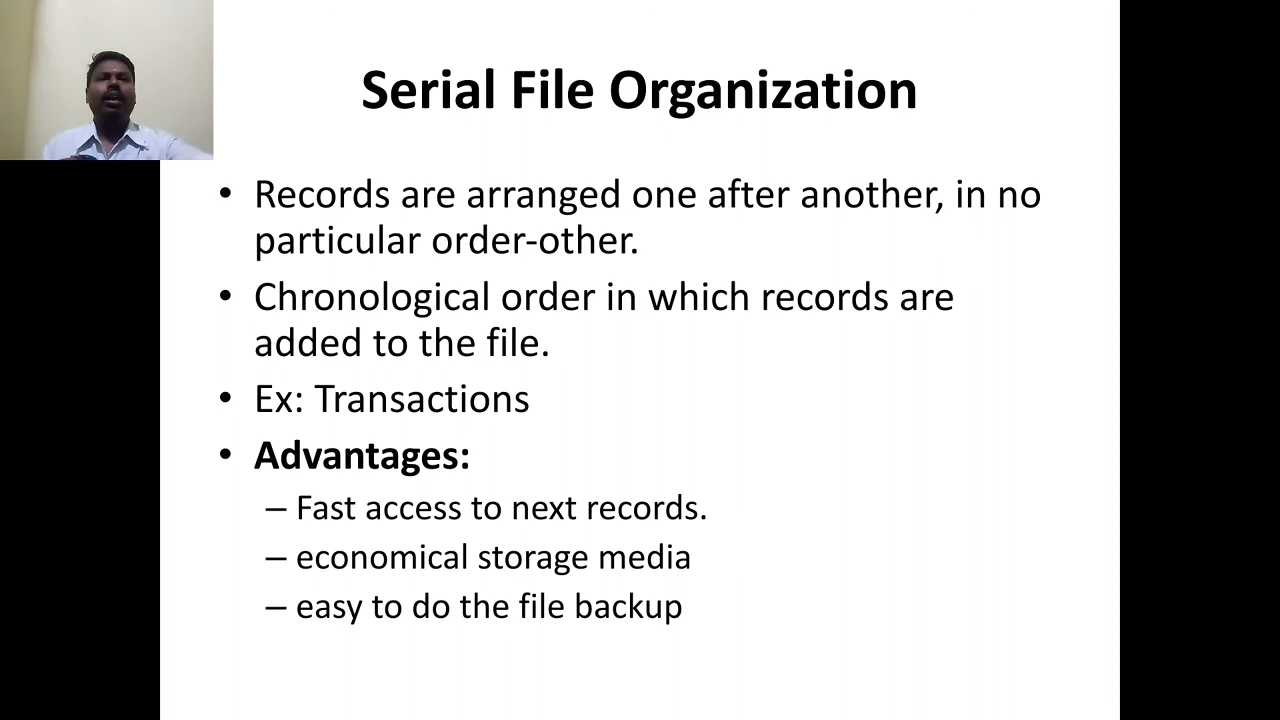 Serial File Organization
• Records are arranged one after another, in no
particular order-other.
• Chronological order in which records are
added to the file.
• Ex: Transactions
• Advantages:
– Fast access to next records.
– economical storage media
– easy to do the file backup